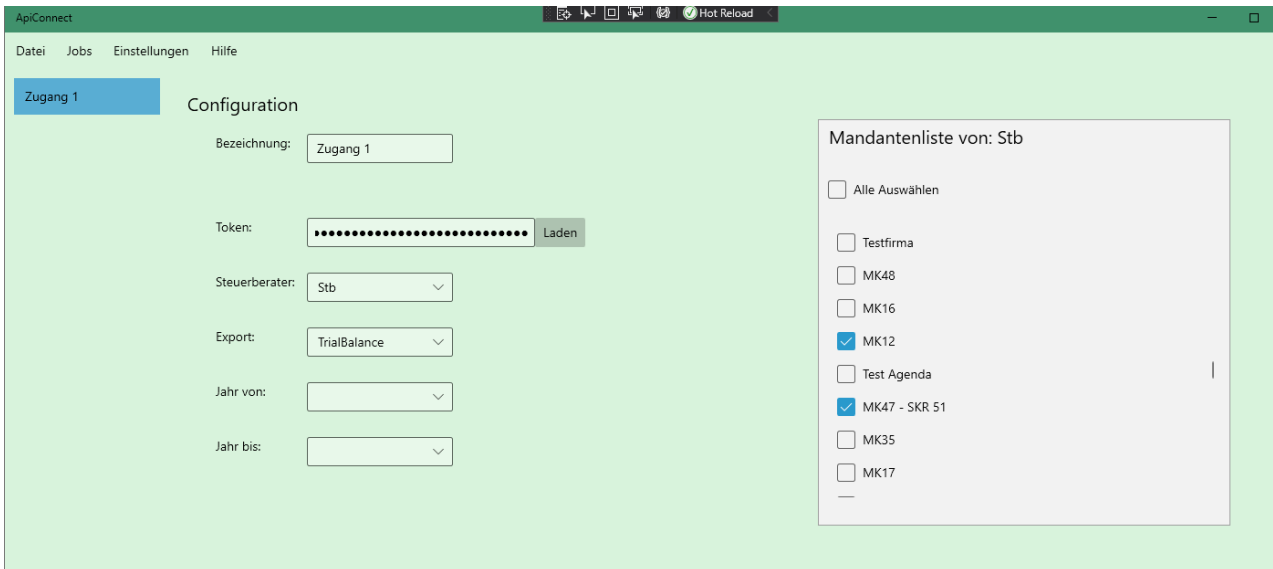 ApiConnect
Hot Reload
Datei Jobs Einstellungen Hilfe
Zugang 1
Configuration
Bezeichnung: Zugang 1
Token: Laden
Steuerberater: Stb
Export: TrialBalance
Jahr von:
Jahr bis:
Mandantenliste von: Stb
Alle Auswählen
Testfirma
MK48
MK16
MK12
Test Agenda
MK47 - SKR 51
MK35
MK17